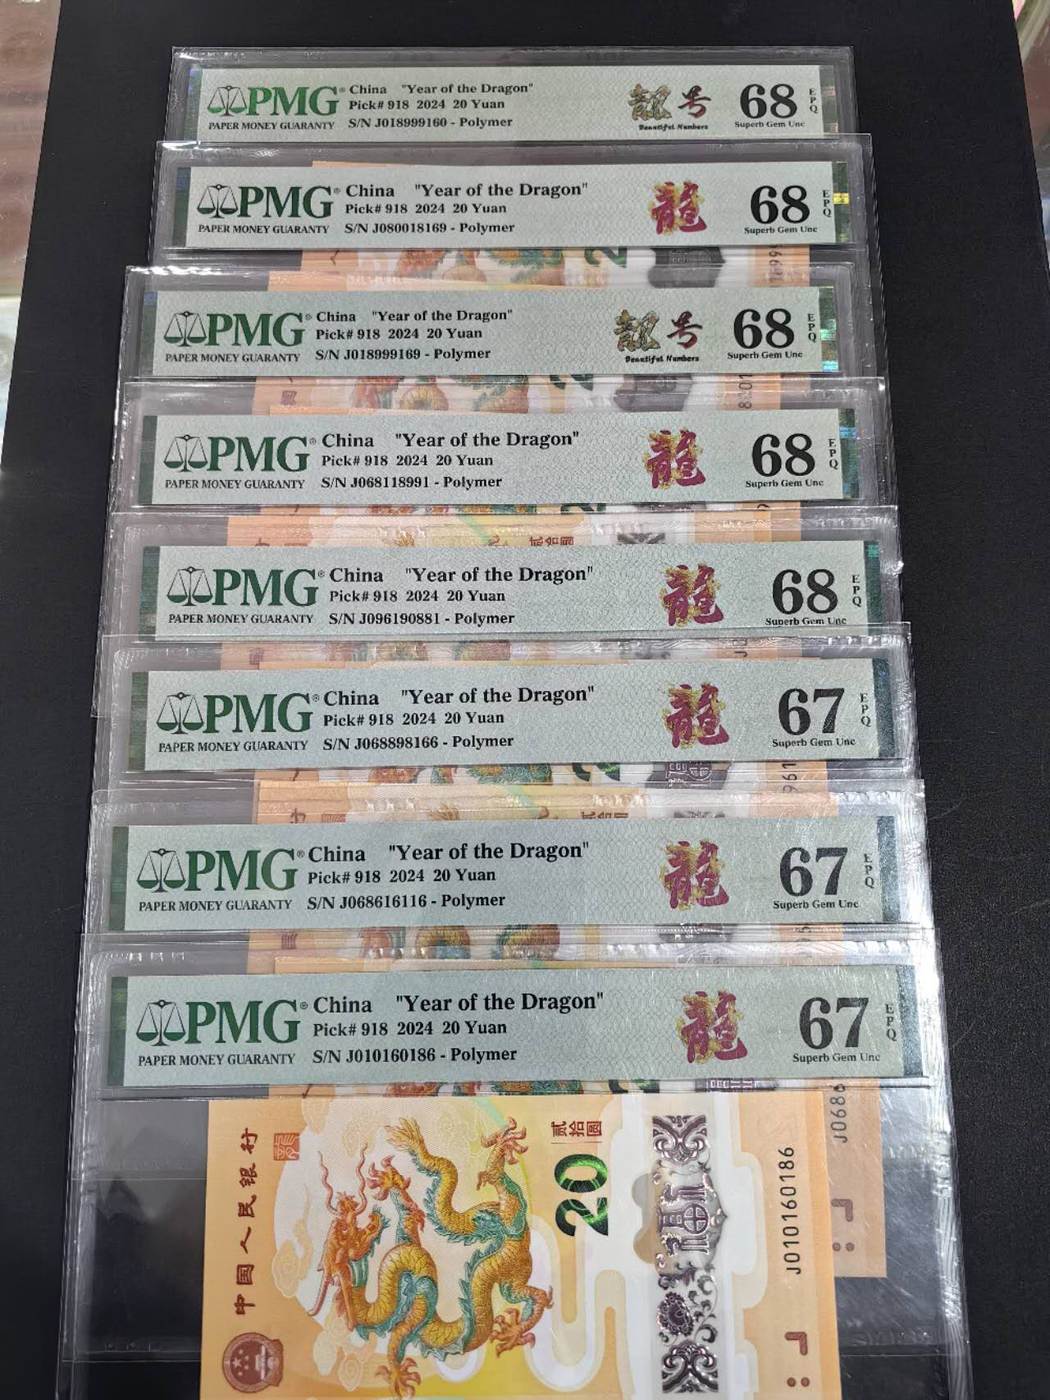 PMG® China "Year of the Dragon" 靓号 68 EPQ
Pick# 918 2024 20 Yuan
PAPER MONEY GUARANTY S/N J018999160 - Polymer Beautiful Numbers Superb Gem Unc
PMG® China "Year of the Dragon" 龍 68 EPQ
Pick# 918 2024 20 Yuan
PAPER MONEY GUARANTY S/N J080018169 - Polymer Superb Gem Unc
PMG® China "Year of the Dragon" 靓号 68 EPQ
Pick# 918 2024 20 Yuan
PAPER MONEY GUARANTY S/N J018999169 - Polymer Beautiful Numbers Superb Gem Unc
PMG® China "Year of the Dragon" 龍 68 EPQ
Pick# 918 2024 20 Yuan
PAPER MONEY GUARANTY S/N J068118991 - Polymer Superb Gem Unc
贰拾圆
PMG® China "Year of the Dragon" 龍 68 EPQ
Pick# 918 2024 20 Yuan
PAPER MONEY GUARANTY S/N J096190881 - Polymer Superb Gem Unc
PMG® China "Year of the Dragon" 龍 67 EPQ
Pick# 918 2024 20 Yuan
PAPER MONEY GUARANTY S/N J068898166 - Polymer Superb Gem Unc
PMG® China "Year of the Dragon" 龍 67 EPQ
Pick# 918 2024 20 Yuan
PAPER MONEY GUARANTY S/N J068616116 - Polymer Superb Gem Unc
PMG® China "Year of the Dragon" 龍 67 EPQ
Pick# 918 2024 20 Yuan
PAPER MONEY GUARANTY S/N J010160186 - Polymer Superb Gem Unc
中国人民银行
贰拾圆
20
J010160186
J0686